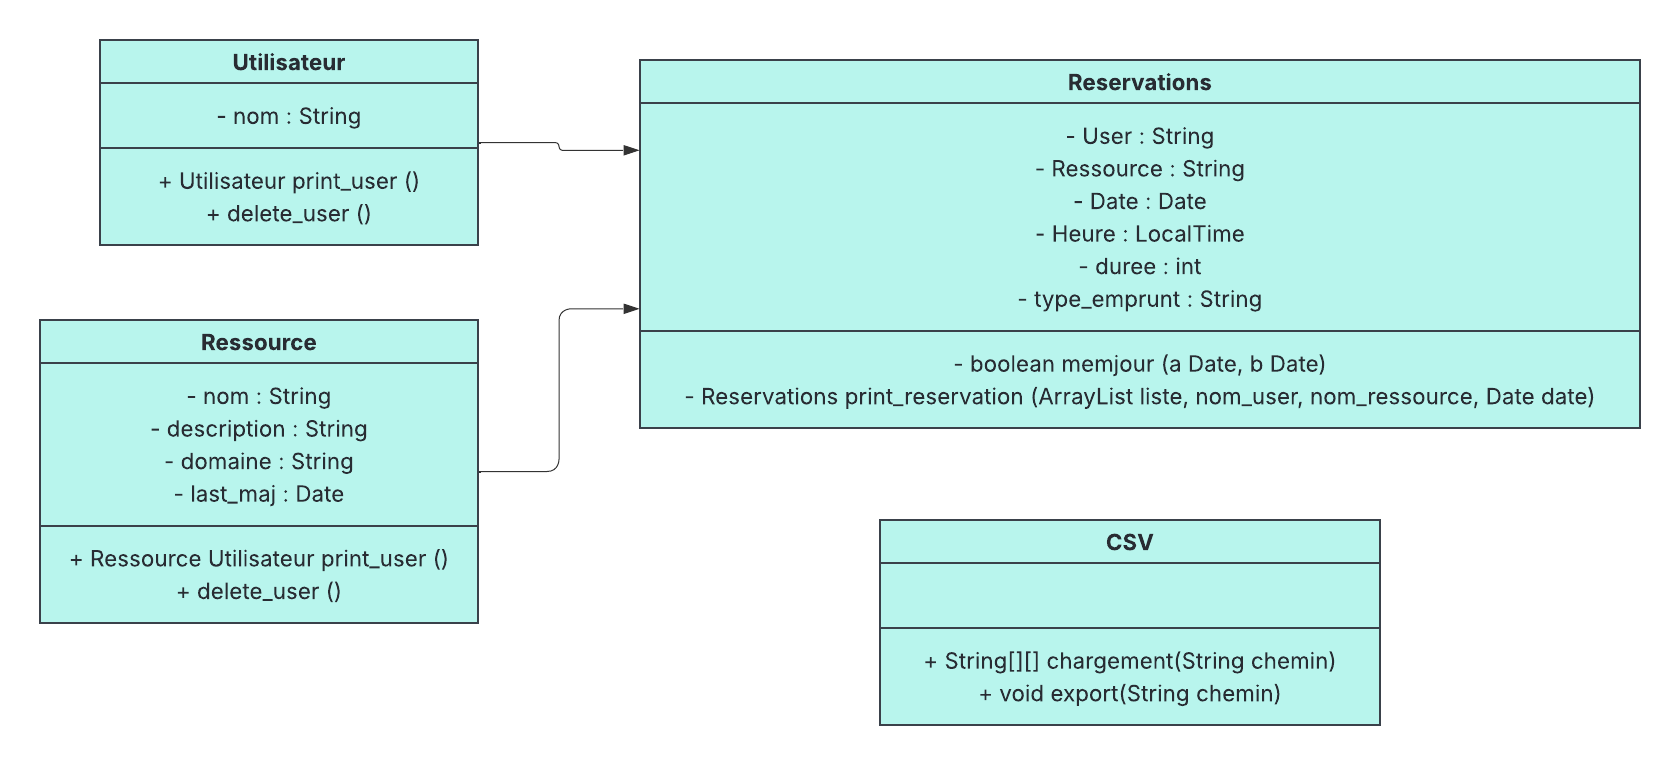 Utilisateur
- nom : String
+ Utilisateur print_user ()
+ delete_user ()
Reservations
- User : String
- Ressource : String
- Date : Date
- Heure : LocalTime
- duree : int
- type_emprunt : String
- boolean memjour (a Date, b Date)
- Reservations print_reservation (ArrayList liste, nom_user, nom_ressource, Date date)
Ressource
- nom : String
- description : String
- domaine : String
- last_maj : Date
+ Ressource Utilisateur print_user ()
+ delete_user ()
CSV
+ String[][] chargement(String chemin)
+ void export(String chemin)